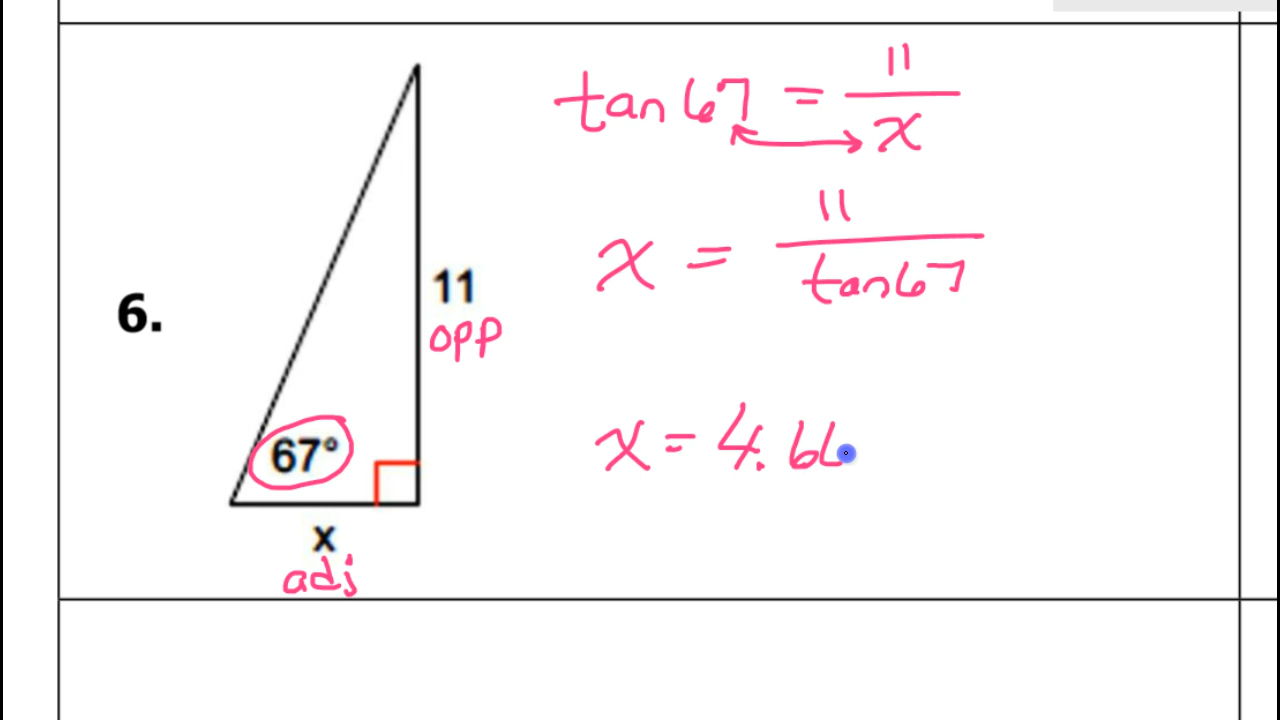 tan 67 = 11/x
x = 11/tan 67
6.
11
opp
67°
x = 4.66
x
adj